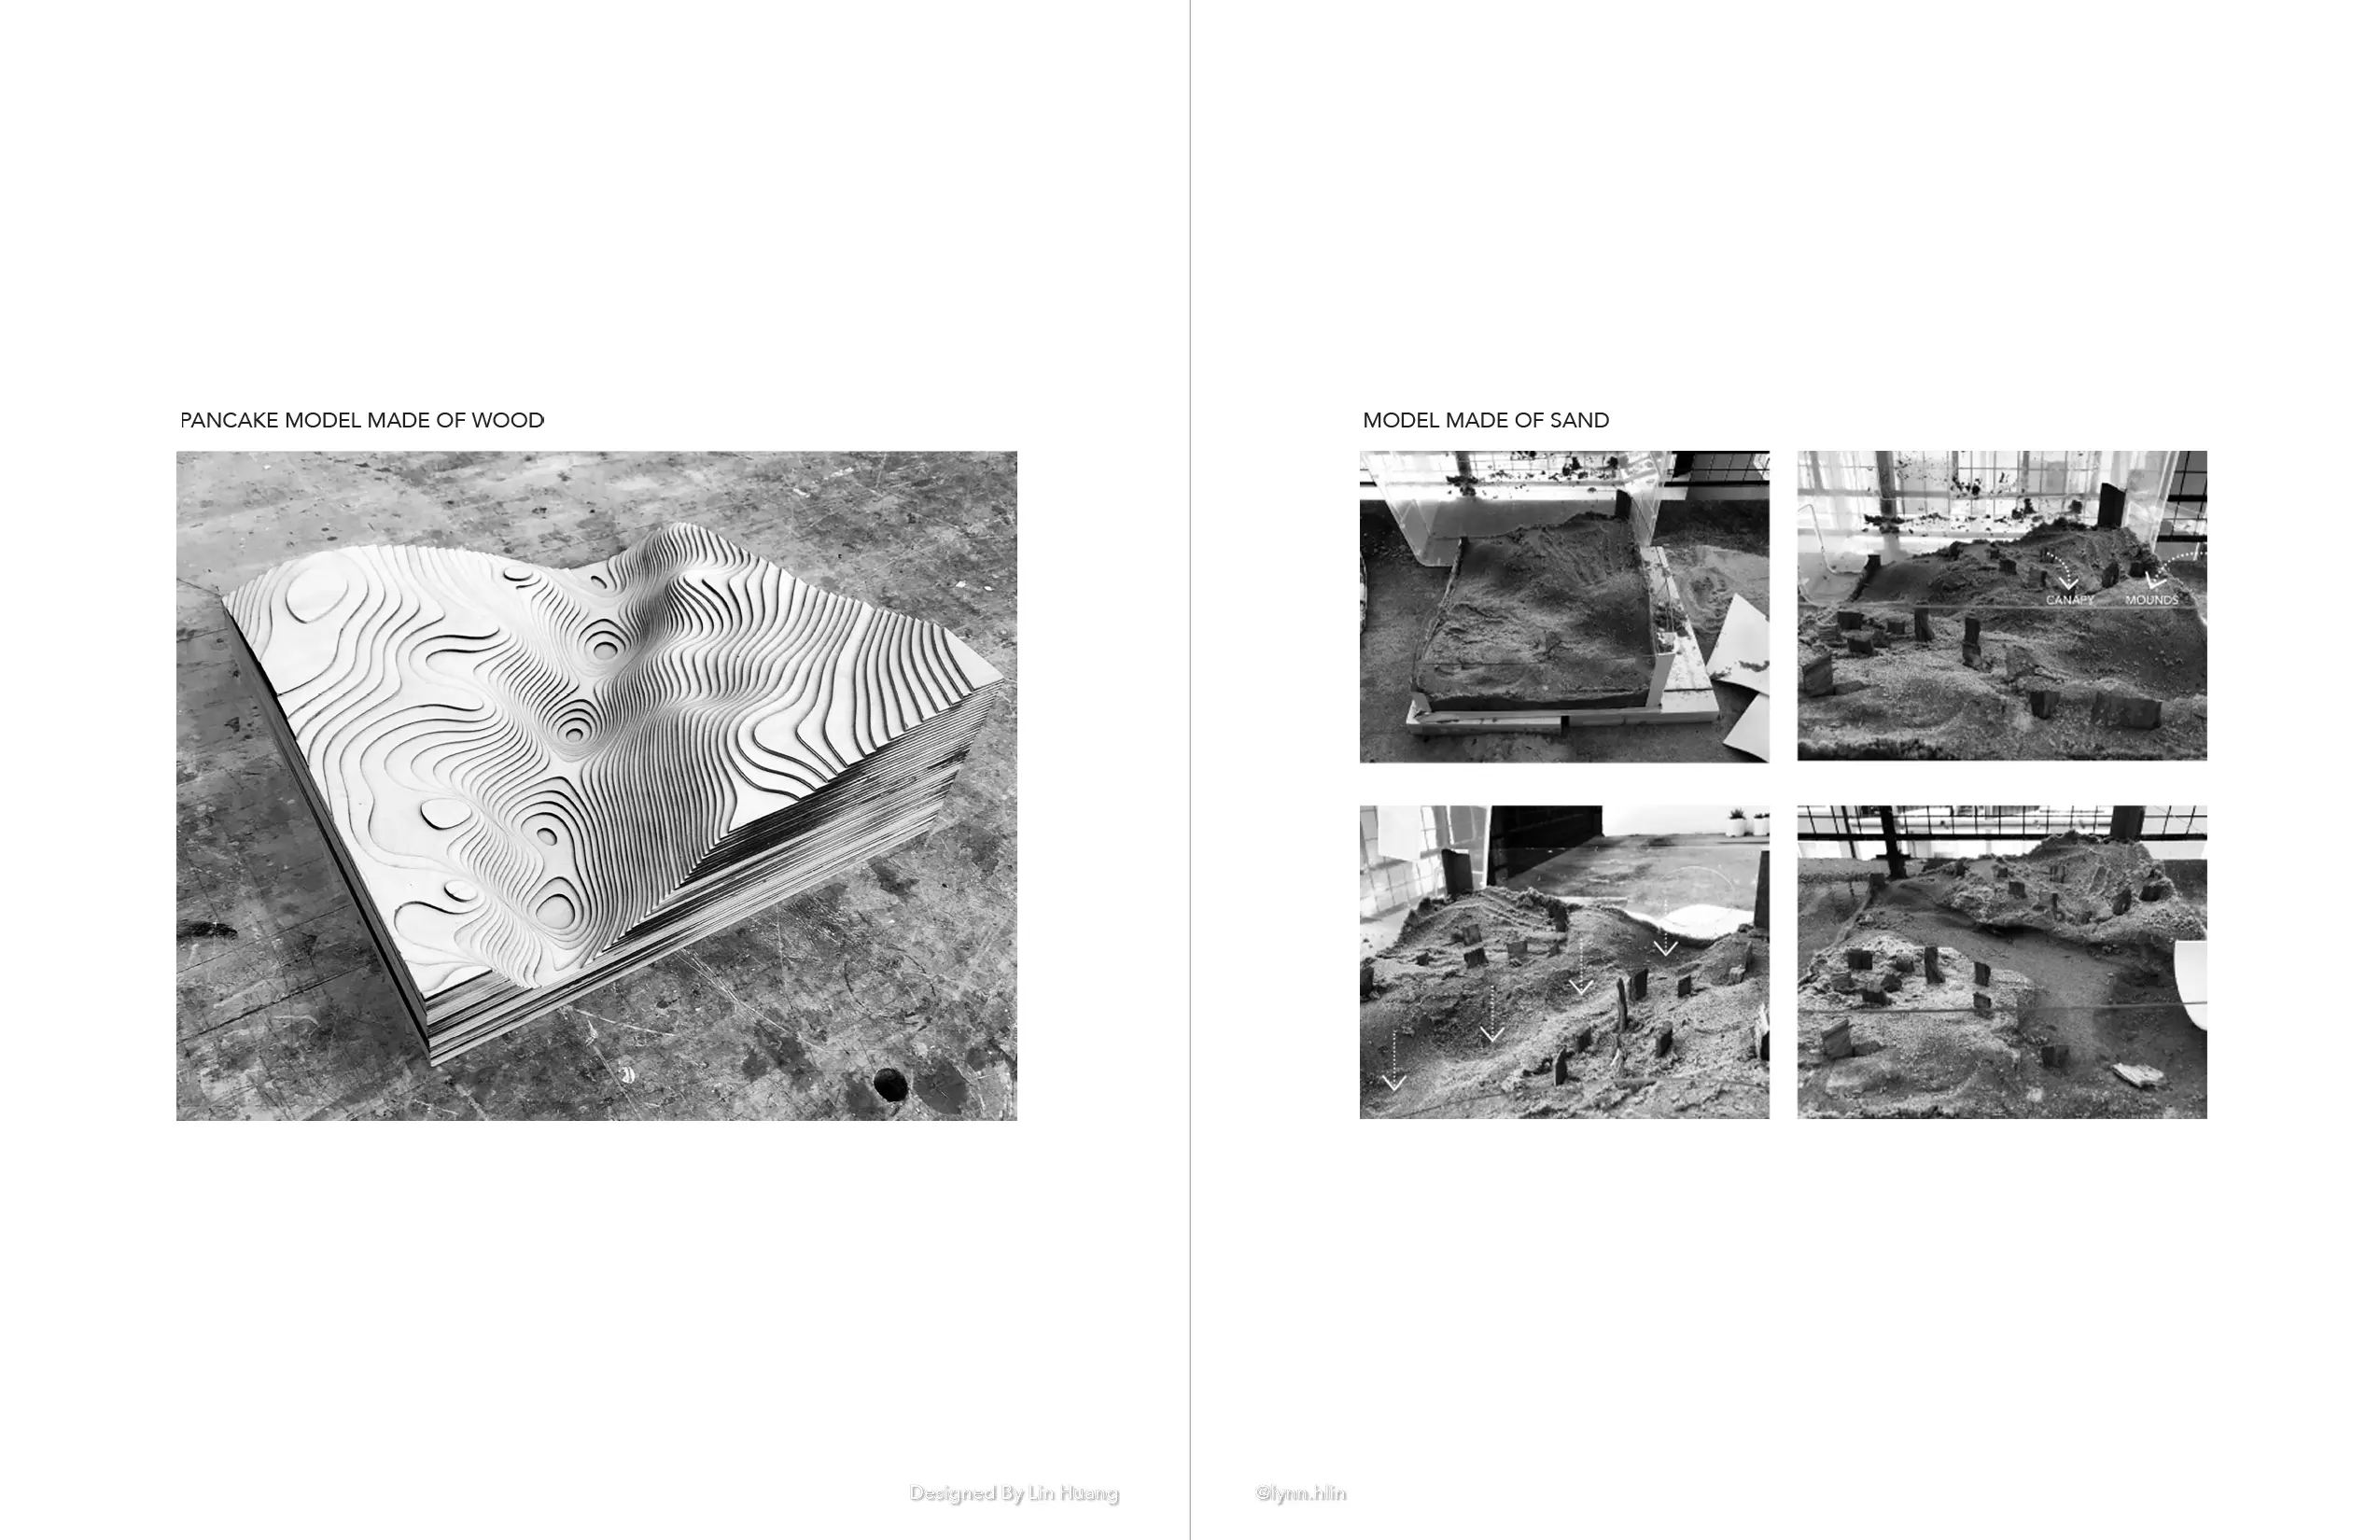 PANCAKE MODEL MADE OF WOOD
MODEL MADE OF SAND
CANAPY
MOUNDS
Designed By Lin Huang
@lynn.hlin